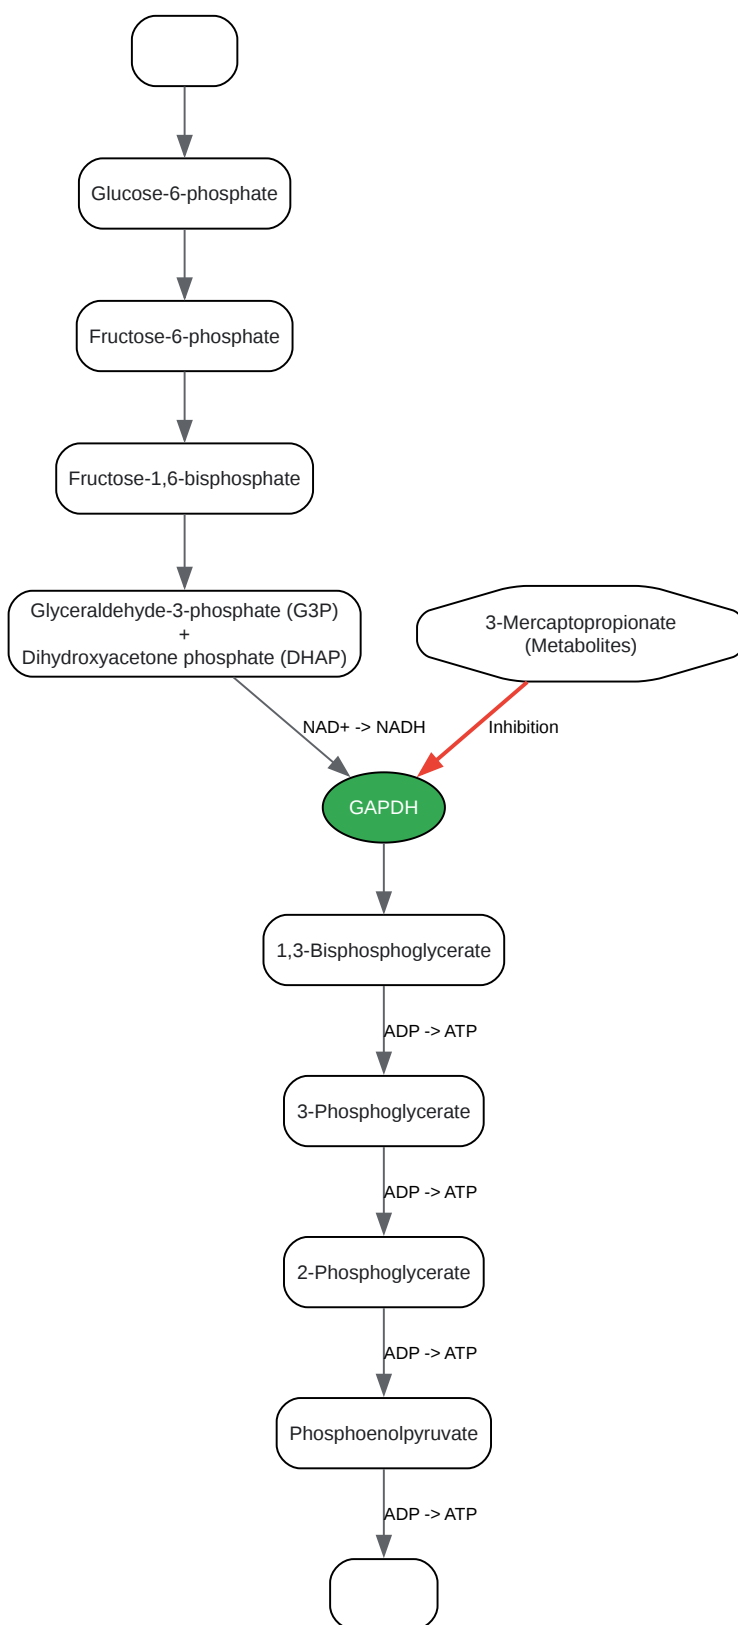 Glucose-6-phosphate
Fructose-6-phosphate
Fructose-1,6-bisphosphate
Glyceraldehyde-3-phosphate (G3P)
+
Dihydroxyacetone phosphate (DHAP)
3-Mercaptopropionate
(Metabolites)
NAD+ -> NADH
Inhibition
GAPDH
1,3-Bisphosphoglycerate
ADP -> ATP
3-Phosphoglycerate
ADP -> ATP
2-Phosphoglycerate
ADP -> ATP
Phosphoenolpyruvate
ADP -> ATP